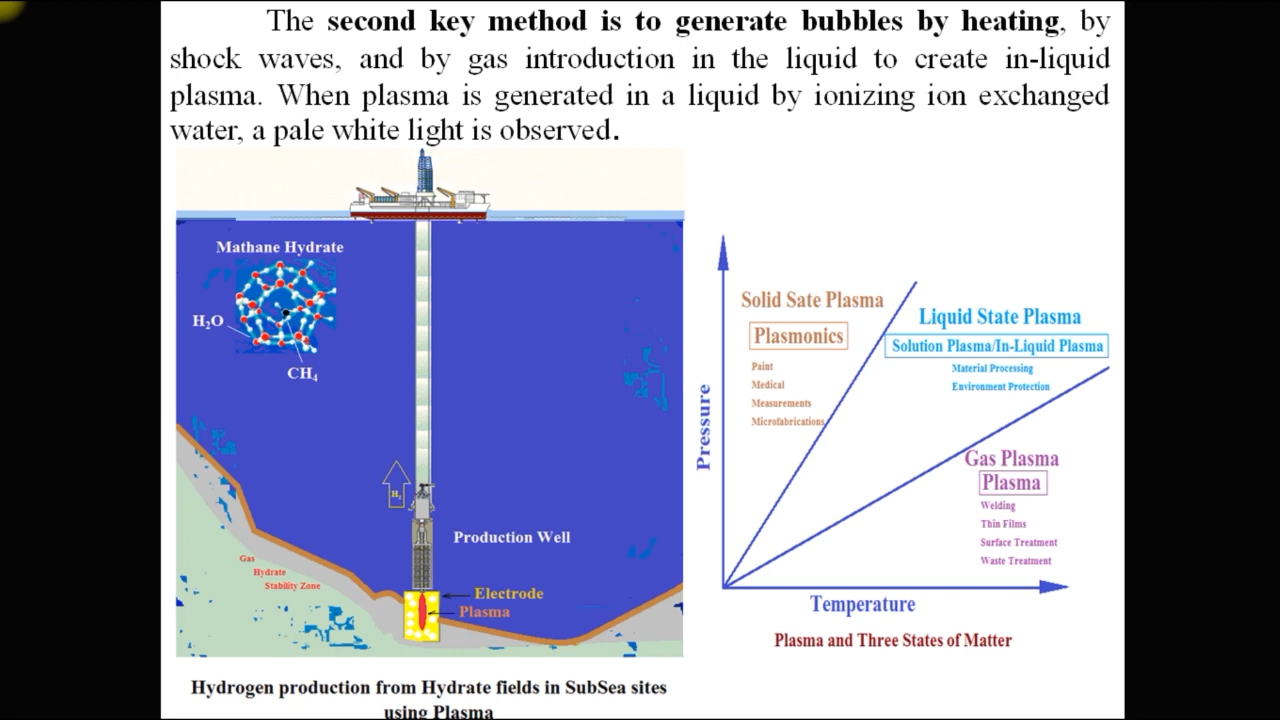 The second key method is to generate bubbles by heating, by
shock waves, and by gas introduction in the liquid to create in-liquid
plasma. When plasma is generated in a liquid by ionizing ion exchanged
water, a pale white light is observed.
Mathane Hydrate
H₂O
CH₄
H₂
Production Well
Gas
Hydrate
Stability Zone
Electrode
Plasma
Hydrogen production from Hydrate fields in SubSea sites
using Plasma
Pressure
Solid Sate Plasma
Plasmonics
Paint
Medical
Measurements
Microfabrications
Liquid State Plasma
Solution Plasma/In-Liquid Plasma
Material Processing
Environment Protection
Gas Plasma
Plasma
Welding
Thin Films
Surface Treatment
Waste Treatment
Temperature
Plasma and Three States of Matter